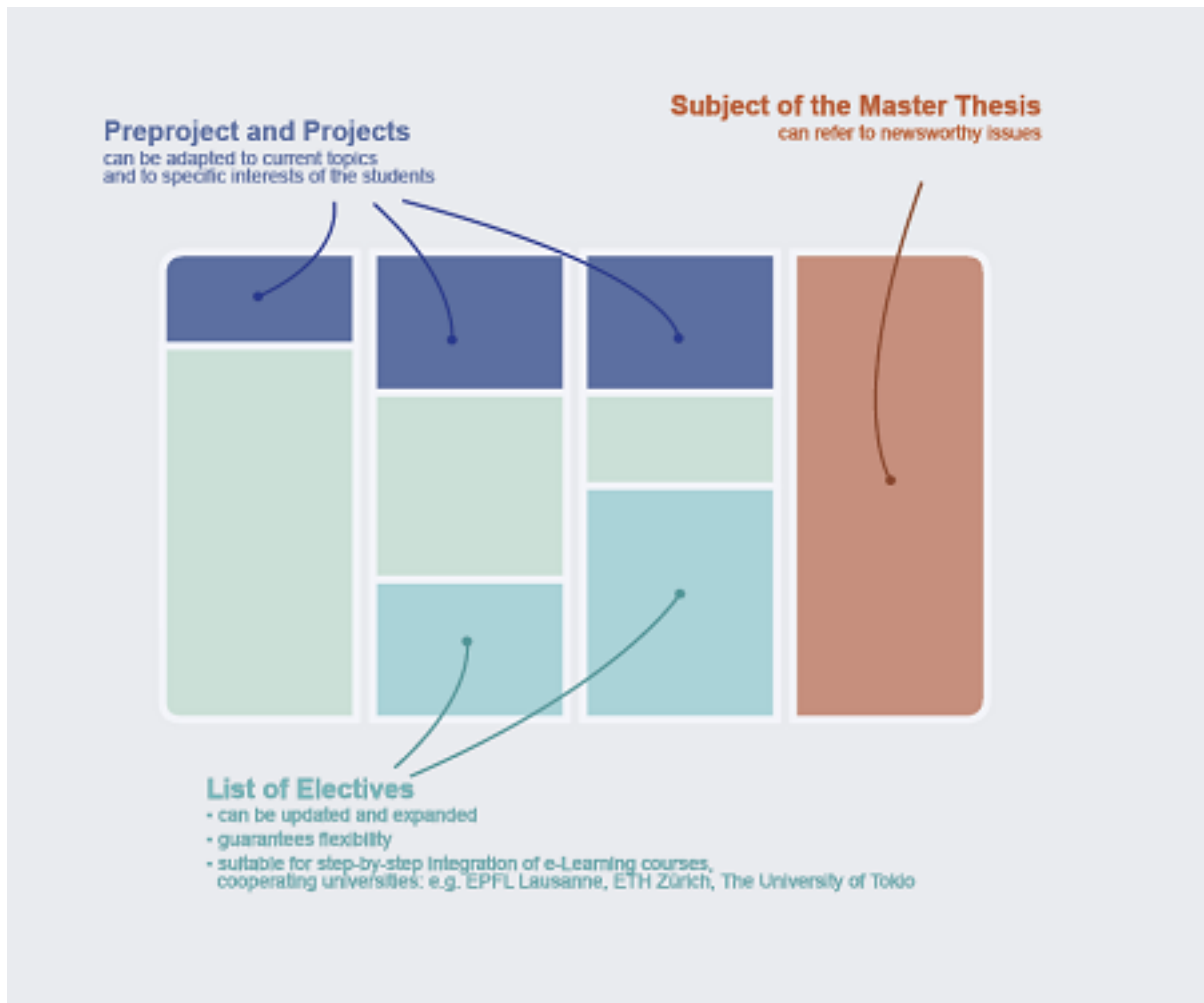 Preproject and Projects
can be adapted to current topics
and to specific interests of the students
Subject of the Master Thesis
can refer to newsworthy issues
List of Electives
- can be updated and expanded
- guarantees flexibility
- suitable for step-by-step integration of e-Learning courses,
cooperating universities: e.g. EPFL Lausanne, ETH Zürich, The University of Tokio